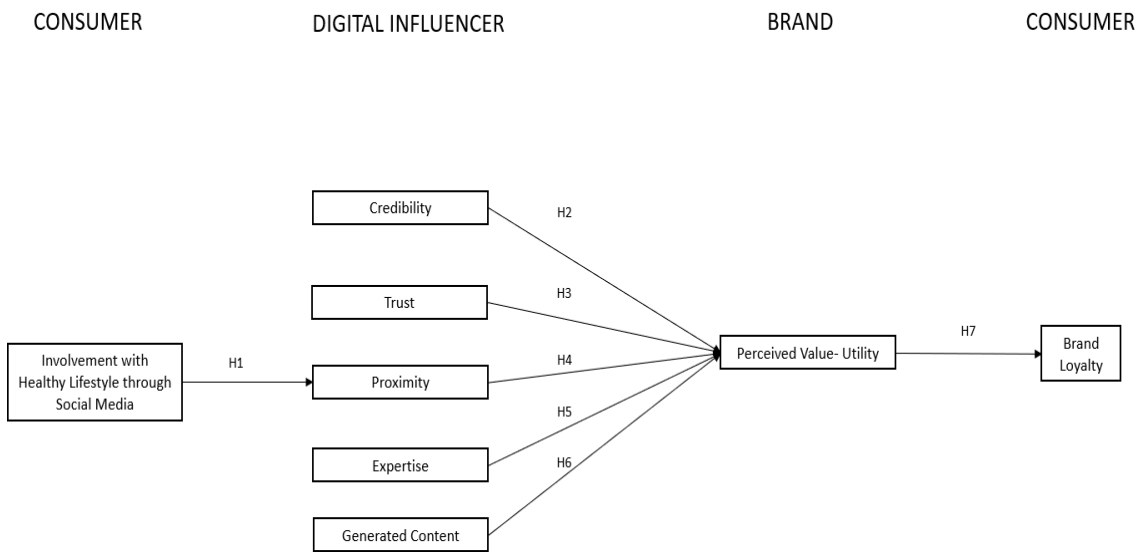 CONSUMER
DIGITAL INFLUENCER
BRAND
CONSUMER
Credibility
H2
Trust
H3
Involvement with
Healthy Lifestyle through
Social Media
H1
Proximity
H4
Expertise
H5
Generated Content
H6
Perceived Value- Utility
H7
Brand
Loyalty